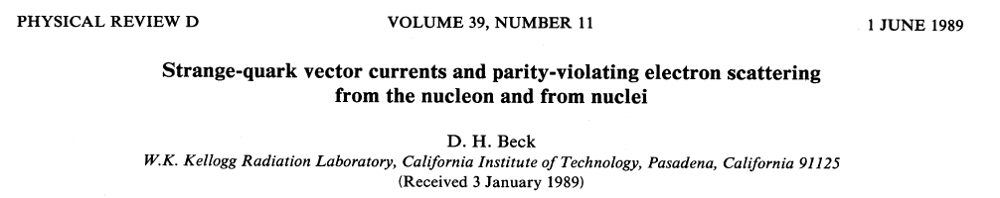 PHYSICAL REVIEW D VOLUME 39, NUMBER 11 1 JUNE 1989
Strange-quark vector currents and parity-violating electron scattering
from the nucleon and from nuclei
D. H. Beck
W.K. Kellogg Radiation Laboratory, California Institute of Technology, Pasadena, California 91125
(Received 3 January 1989)